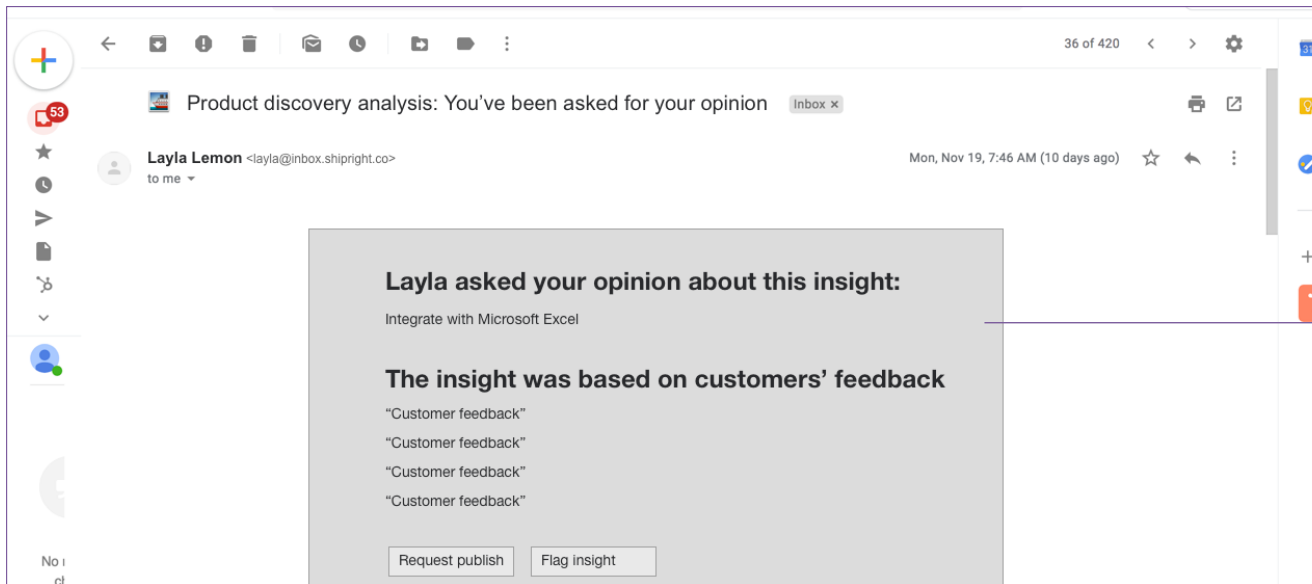 36 of 420
31
53
Product discovery analysis: You’ve been asked for your opinion
Inbox ×
Layla Lemon <layla@inbox.shipright.co>
Mon, Nov 19, 7:46 AM (10 days ago)
to me
Layla asked your opinion about this insight:
Integrate with Microsoft Excel
The insight was based on customers’ feedback
“Customer feedback”
“Customer feedback”
“Customer feedback”
“Customer feedback”
Request publish
Flag insight
No